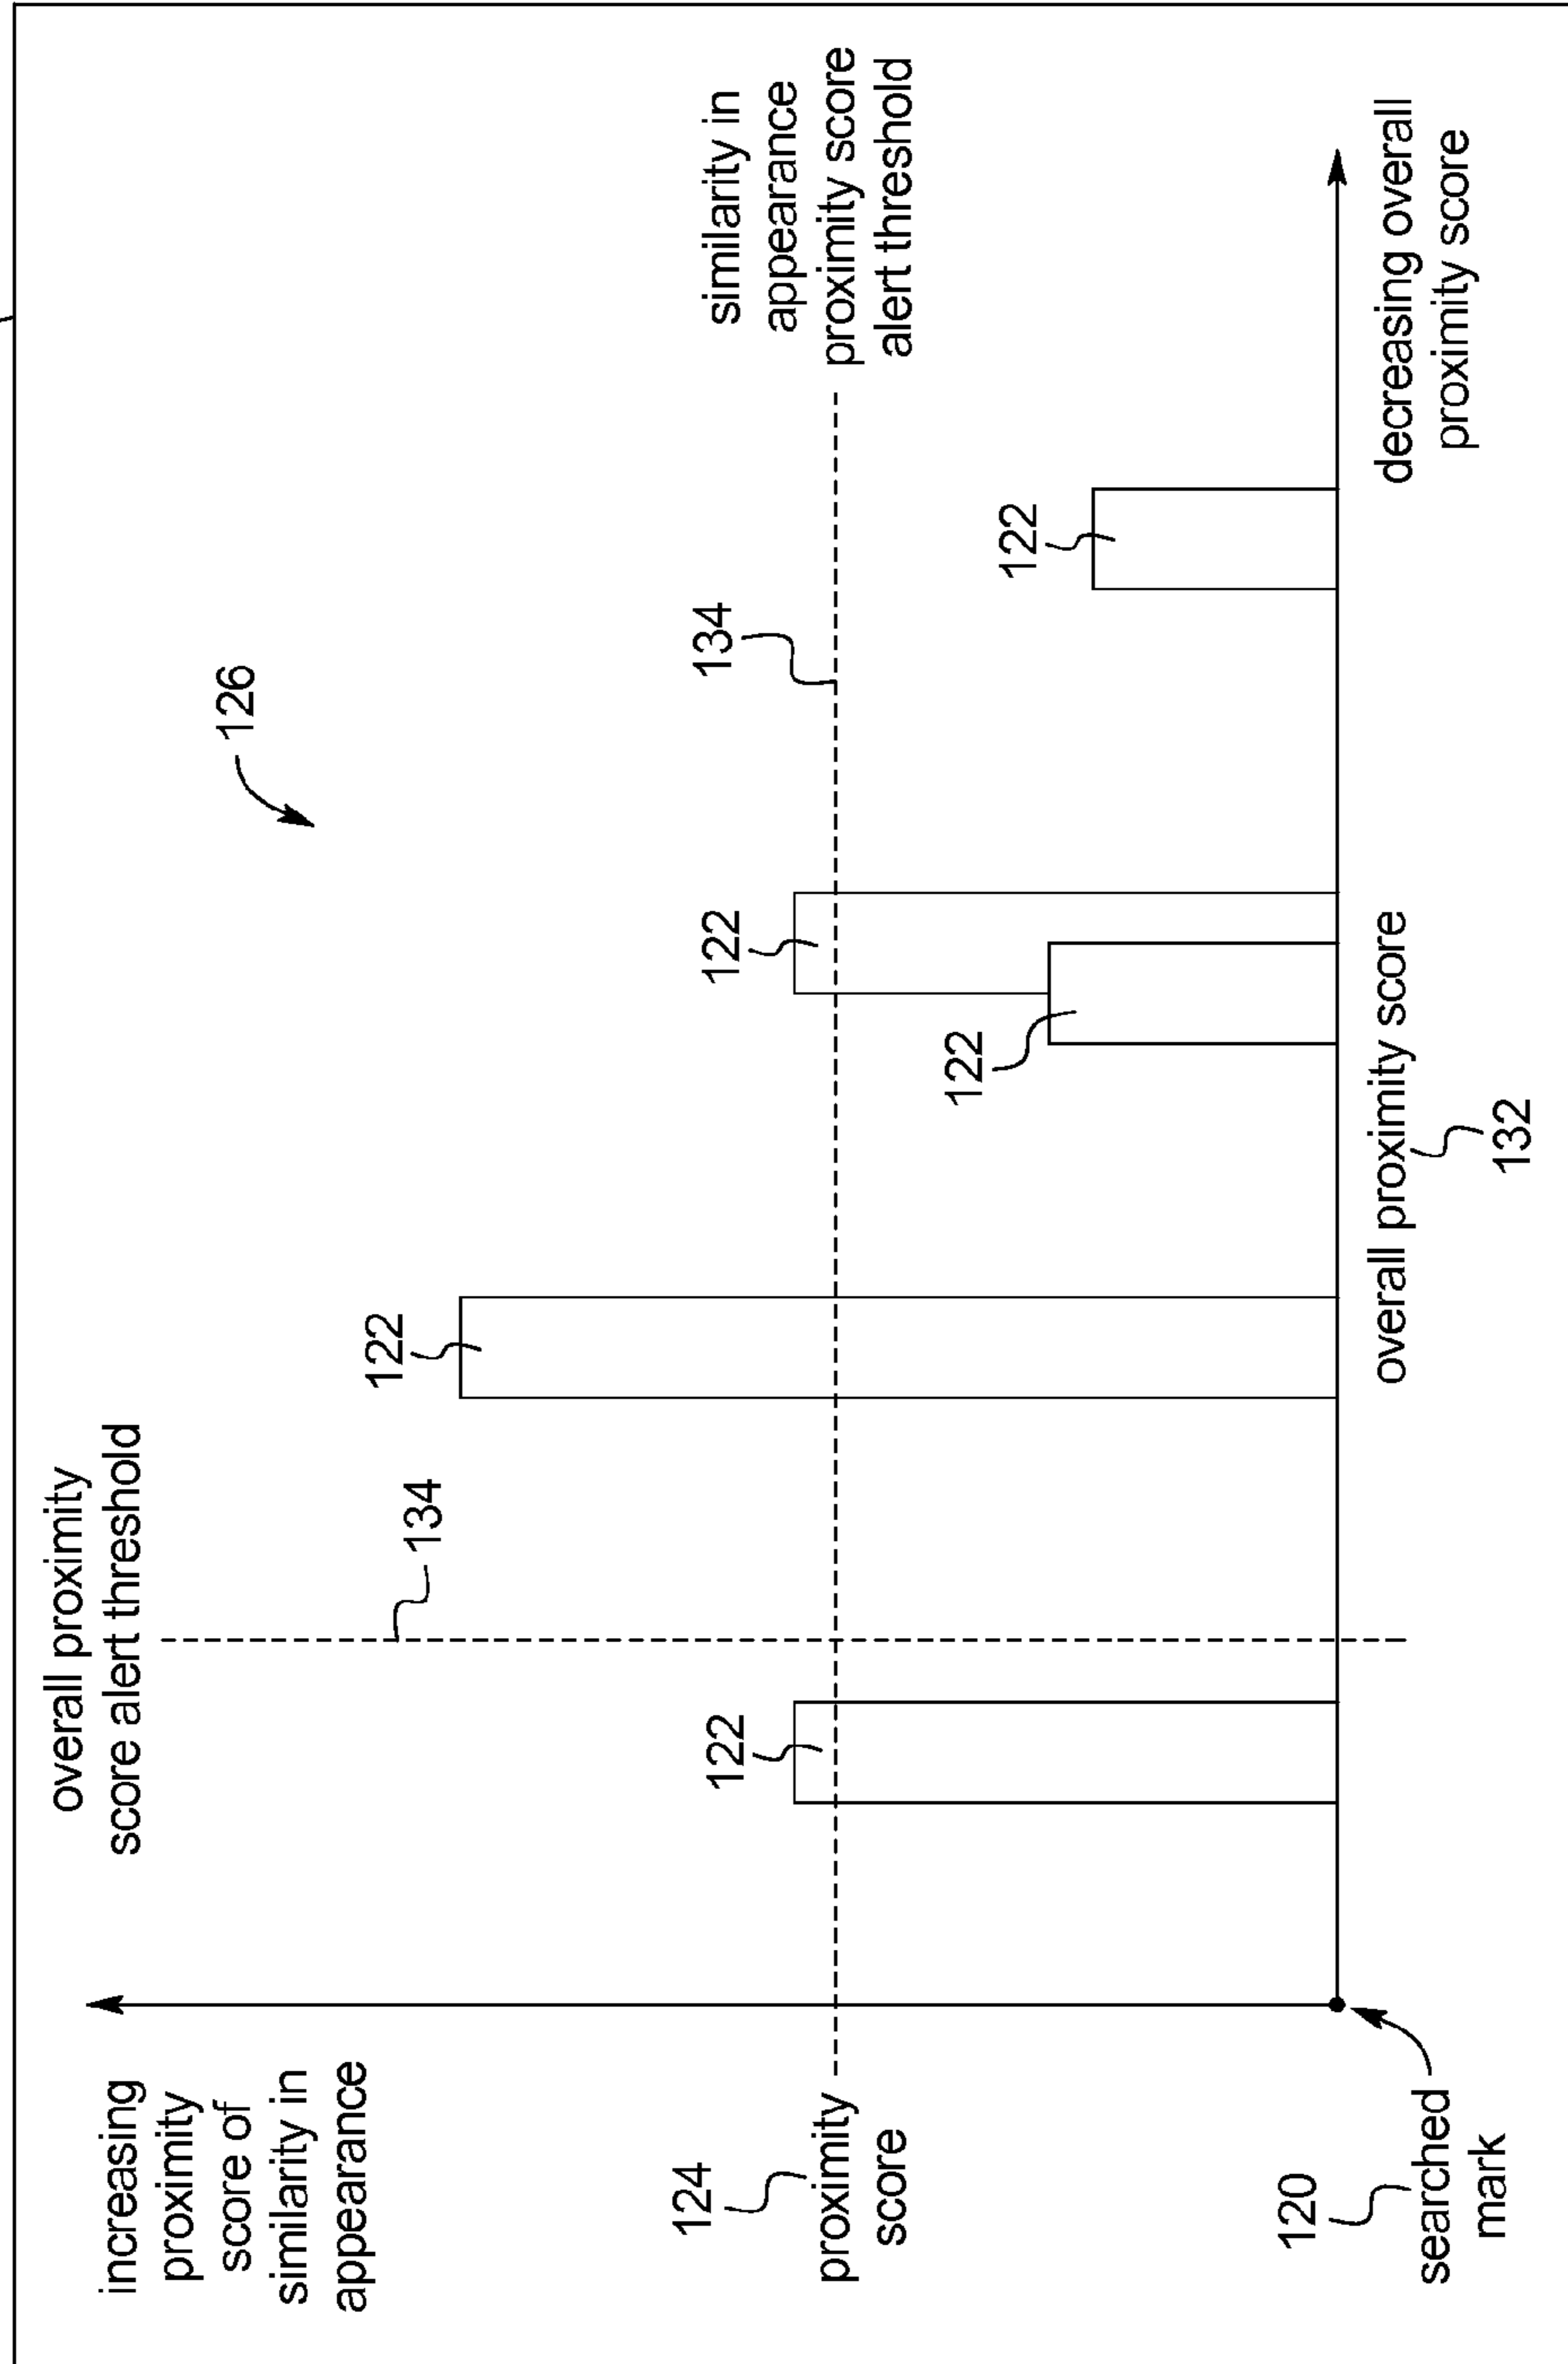 overall proximity
score alert threshold
increasing
proximity
score of
similarity in
appearance
126
134
122
similarity in
appearance
proximity score
alert threshold
134
122
122
124
proximity
score
122
122
120
searched
mark
overall proximity score
132
decreasing overall
proximity score